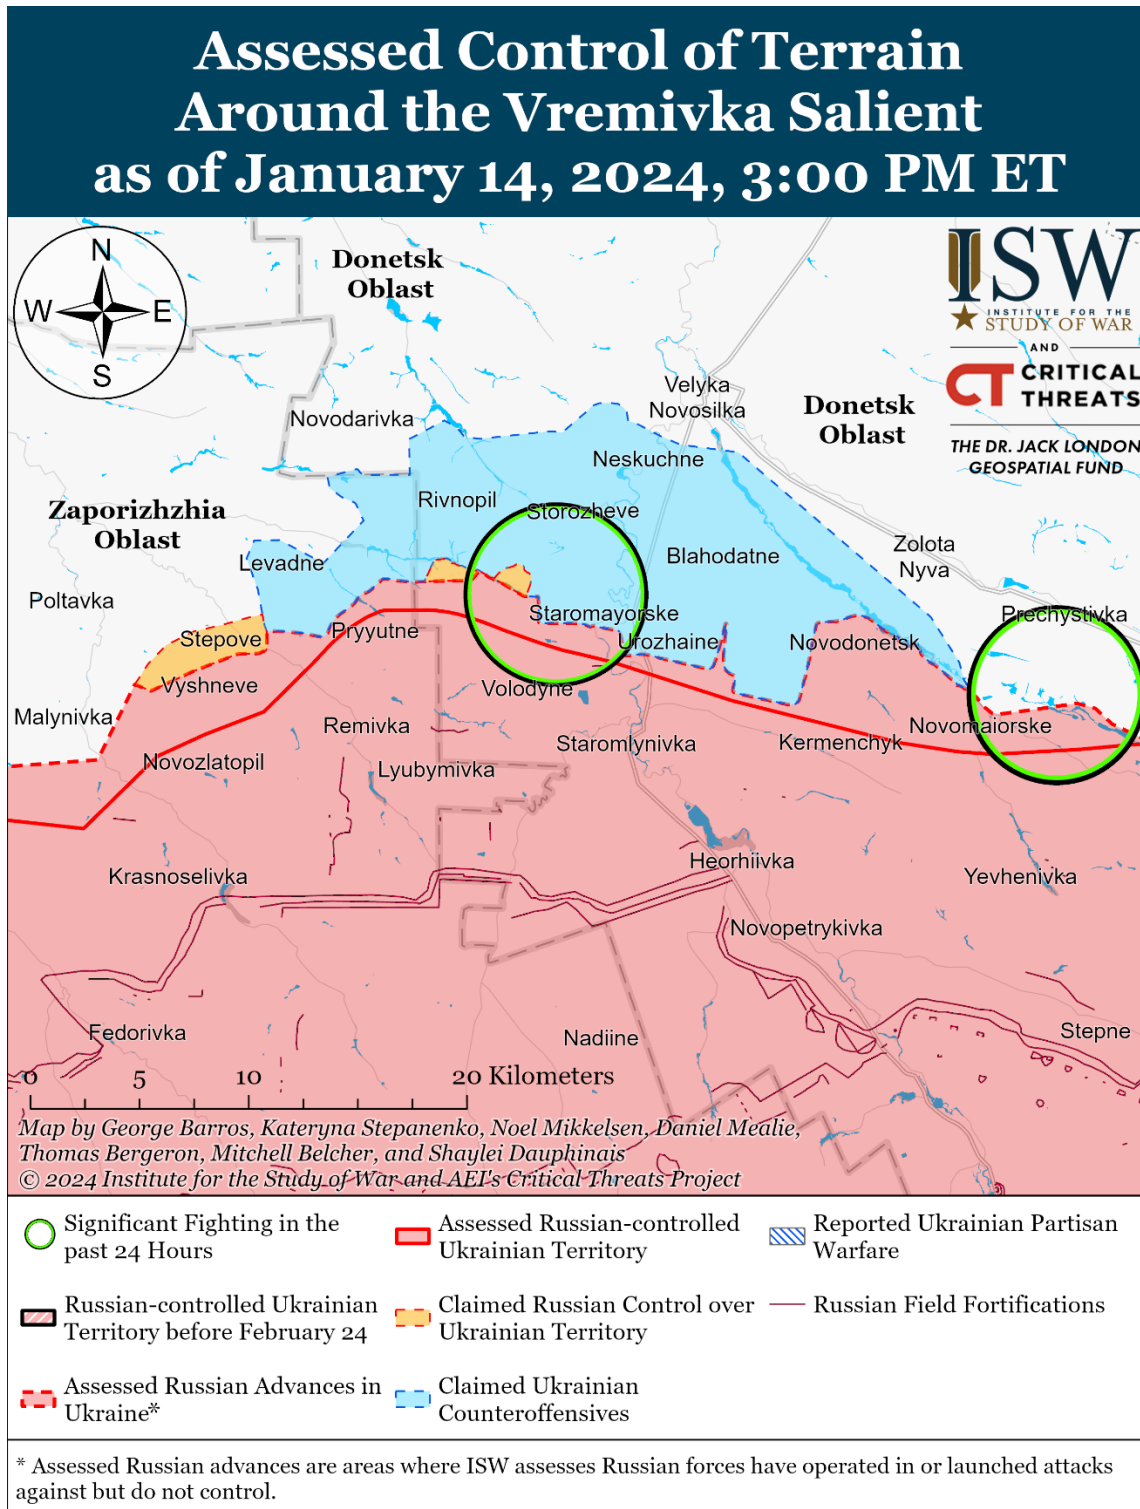 Assessed Control of Terrain
Around the Vremivka Salient
as of January 14, 2024, 3:00 PM ET
N
W
E
S
Donetsk
Oblast
ISW
INSTITUTE FOR THE
STUDY OF WAR
AND
CT CRITICAL
THREATS
THE DR. JACK LONDON
GEOSPATIAL FUND
Velyka
Novosilka
Donetsk
Oblast
Novodarivka
Neskuchne
Rivnopil
Storozheve
Zaporizhzhia
Oblast
Levadne
Blahodatne
Zolota
Nyva
Poltavka
Staromayorske
Prechystivka
Stepove
Pryyutne
Urozhaine
Novodonetsk
Vyshneve
Volodyne
Malynivka
Remivka
Novomaiorske
Staromlynivka
Kermenchyk
Novozlatopil
Lyubymivka
Heorhiivka
Krasnoselivka
Yevhenivka
Novopetrykivka
Fedorivka
Nadiine
Stepne
0 5 10 20 Kilometers
Map by George Barros, Kateryna Stepanenko, Noel Mikkelsen, Daniel Mealie,
Thomas Bergeron, Mitchell Belcher, and Shaylei Dauphinais
© 2024 Institute for the Study of War and AEI's Critical Threats Project
Significant Fighting in the
past 24 Hours
Assessed Russian-controlled
Ukrainian Territory
Reported Ukrainian Partisan
Warfare
Russian-controlled Ukrainian
Territory before February 24
Claimed Russian Control over
Ukrainian Territory
Russian Field Fortifications
Assessed Russian Advances in
Ukraine*
Claimed Ukrainian
Counteroffensives
* Assessed Russian advances are areas where ISW assesses Russian forces have operated in or launched attacks
against but do not control.